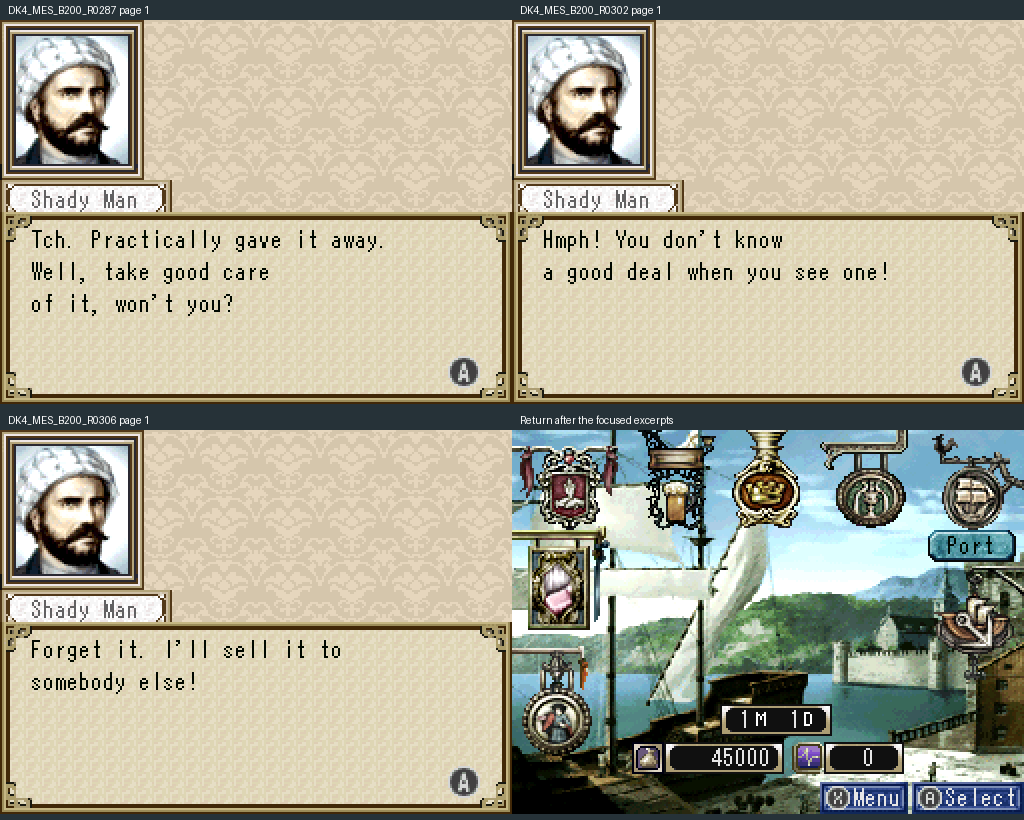 DK4_MES_B200_R0287 page 1
Shady Man
Tch. Practically gave it away.
Well, take good care
of it, won't you?
A
DK4_MES_B200_R0302 page 1
Shady Man
Hmph! You don't know
a good deal when you see one!
A
DK4_MES_B200_R0306 page 1
Shady Man
Forget it. I'll sell it to
somebody else!
A
Return after the focused excerpts
Port
1M 1D
45000
0
X Menu
A Select